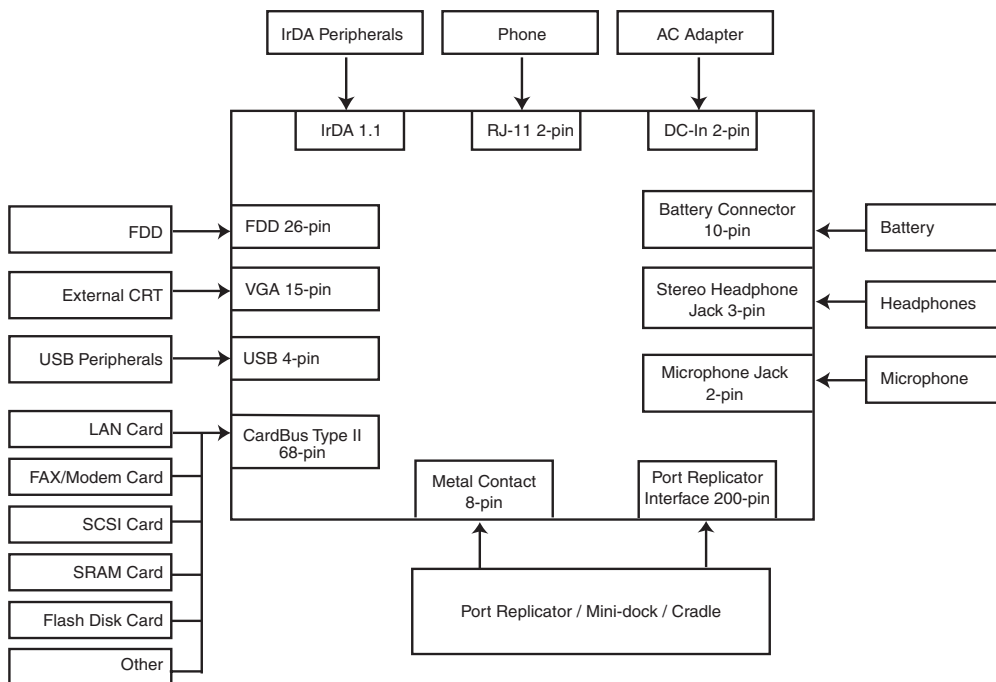 IrDA Peripherals
Phone
AC Adapter
IrDA 1.1
RJ-11 2-pin
DC-In 2-pin
FDD
FDD 26-pin
Battery Connector
10-pin
Battery
External CRT
VGA 15-pin
Stereo Headphone
Jack 3-pin
Headphones
USB Peripherals
USB 4-pin
Microphone Jack
2-pin
Microphone
LAN Card
CardBus Type II
68-pin
FAX/Modem Card
SCSI Card
SRAM Card
Flash Disk Card
Other
Metal Contact
8-pin
Port Replicator
Interface 200-pin
Port Replicator / Mini-dock / Cradle